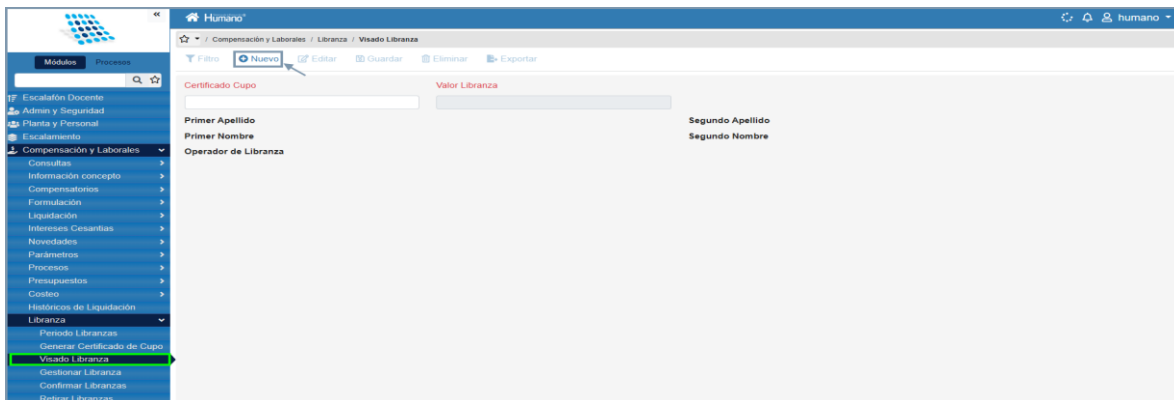 «
Humano®
humano
/ Compensación y Laborales / Libranza / Visado Libranza
Módulos Procesos
Filtro Nuevo Editar Guardar Eliminar Exportar
Certificado Cupo Valor Libranza
Primer Apellido Segundo Apellido
Primer Nombre Segundo Nombre
Operador de Libranza
Escalafón Docente
Admin y Seguridad
Planta y Personal
Escalamiento
Compensación y Laborales
Consultas
Información concepto
Compensatorios
Formulación
Liquidación
Intereses Cesantias
Novedades
Parámetros
Procesos
Presupuestos
Costeo
Históricos de Liquidación
Libranza
Periodo Libranzas
Generar Certificado de Cupo
Visado Libranza
Gestionar Libranza
Confirmar Libranzas
Retirar Libranzas